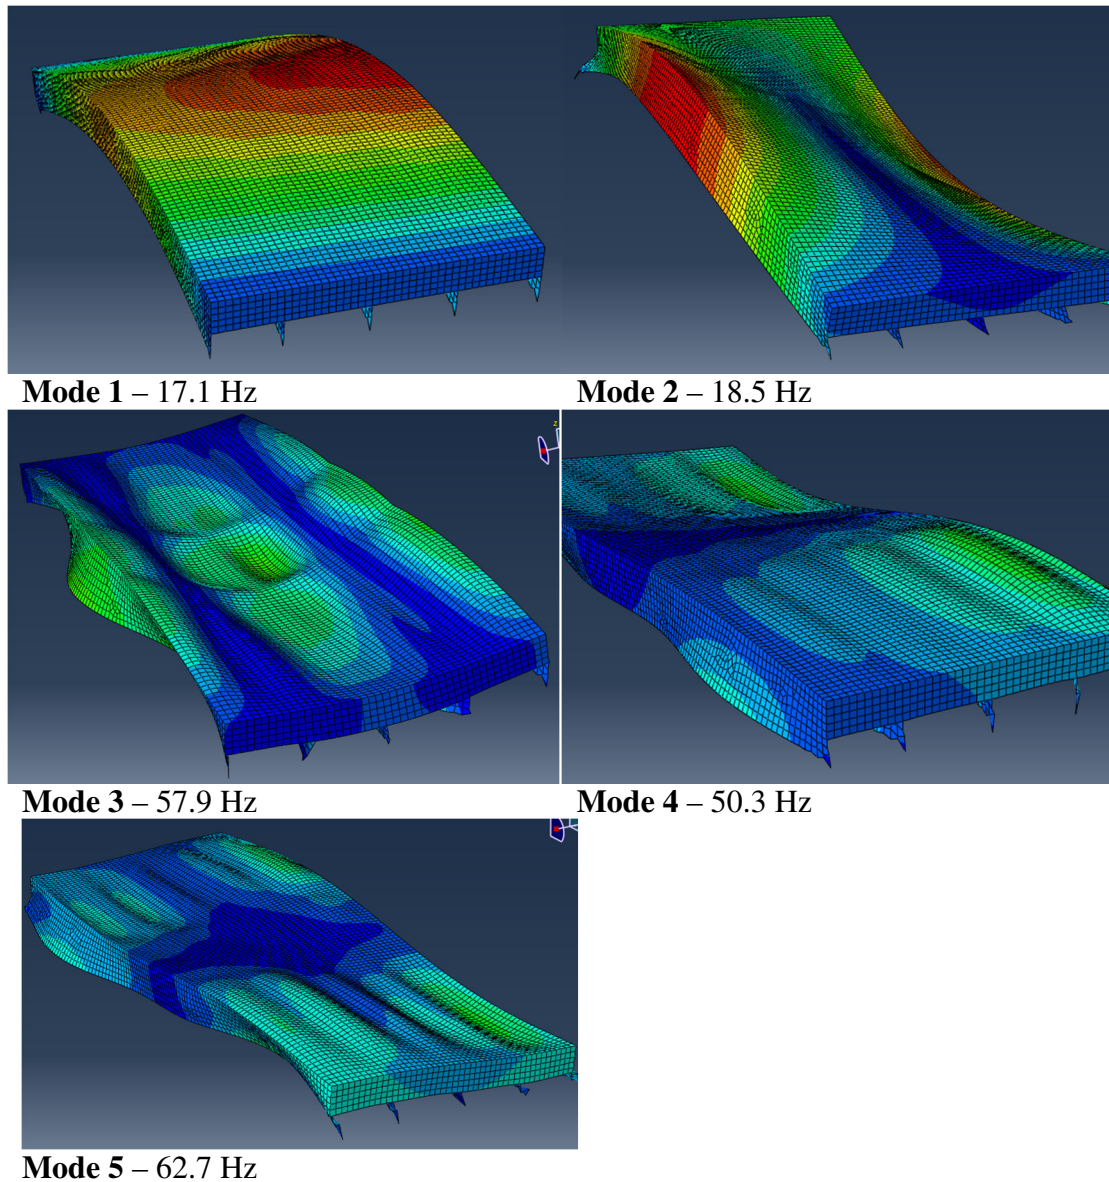 Mode 1 – 17.1 Hz
Mode 2 – 18.5 Hz
z
Mode 3 – 57.9 Hz
Mode 4 – 50.3 Hz
Mode 5 – 62.7 Hz